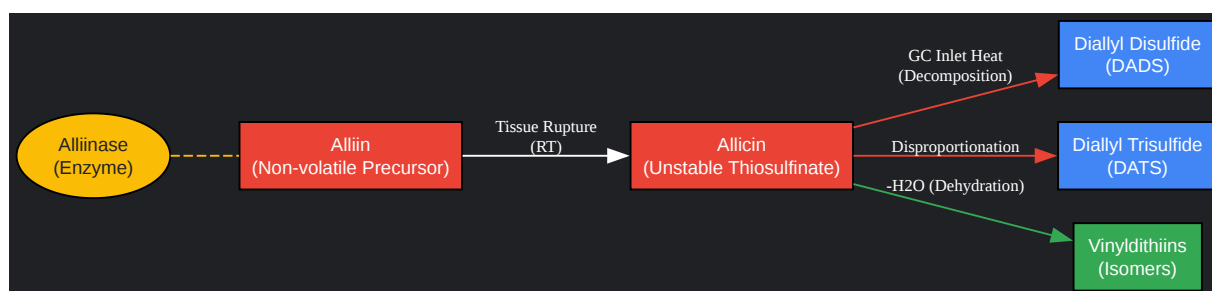 Alliinase
(Enzyme)
Alliin
(Non-volatile Precursor)
Tissue Rupture
(RT)
Allicin
(Unstable Thiosulfinate)
GC Inlet Heat
(Decomposition)
Disproportionation
-H2O (Dehydration)
Diallyl Disulfide
(DADS)
Diallyl Trisulfide
(DATS)
Vinyldithiins
(Isomers)